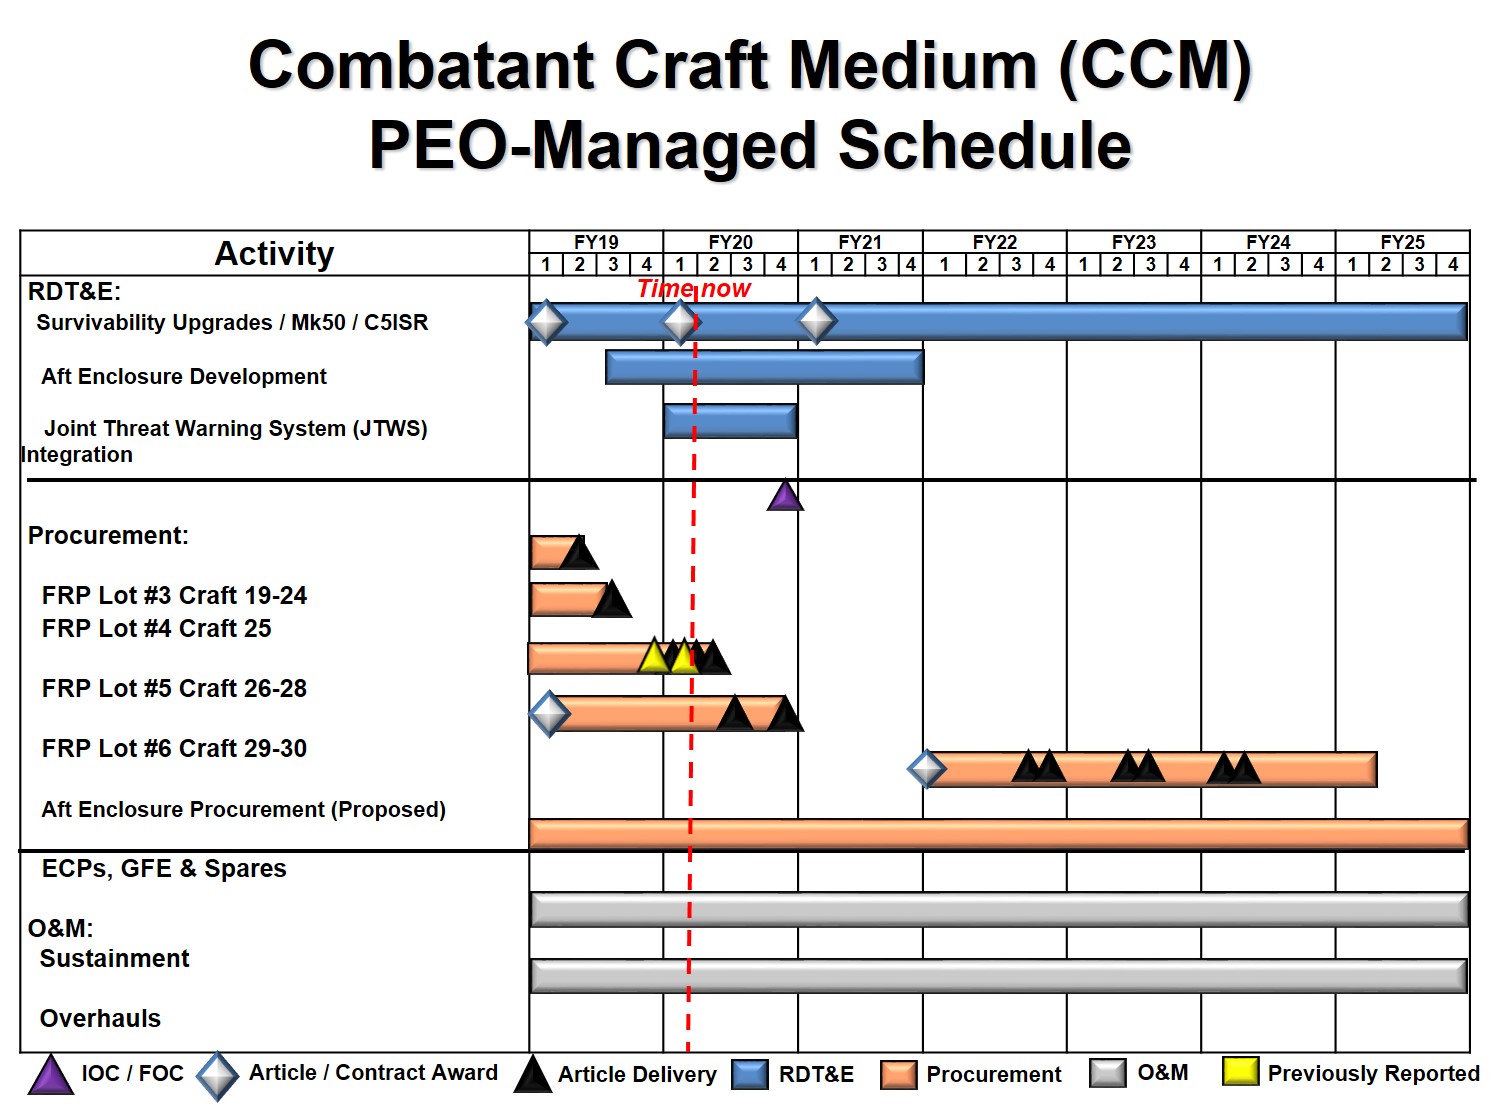 Combatant Craft Medium (CCM)
PEO-Managed Schedule
Activity
FY19 FY20 FY21 FY22 FY23 FY24 FY25
1 2 3 4 1 2 3 4 1 2 3 4 1 2 3 4 1 2 3 4 1 2 3 4 1 2 3 4
Time now
RDT&E:
Survivability Upgrades / Mk50 / C5ISR
Aft Enclosure Development
Joint Threat Warning System (JTWS)
Integration
Procurement:
FRP Lot #3 Craft 19-24
FRP Lot #4 Craft 25
FRP Lot #5 Craft 26-28
FRP Lot #6 Craft 29-30
Aft Enclosure Procurement (Proposed)
ECPs, GFE & Spares
O&M:
Sustainment
Overhauls
IOC / FOC Article / Contract Award Article Delivery RDT&E Procurement O&M Previously Reported